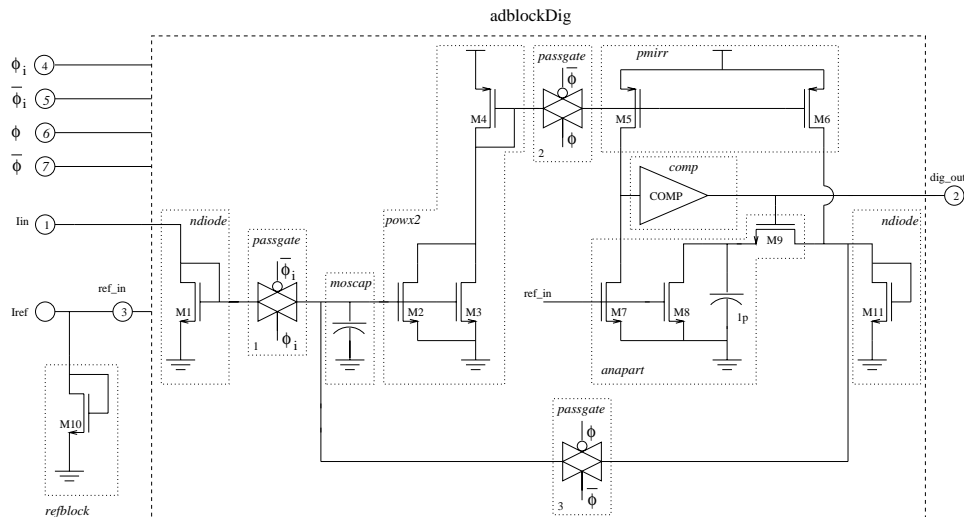 adblockDig
ϕi 4
ϕ̅i 5
ϕ 6
ϕ̅ 7
powx2
M4
passgate
ϕ̅
ϕ
2
pmirr
M5
M6
comp
COMP
dig_out
2
Iin 1
ndiode
M1
passgate
ϕ̅i
ϕi
1
moscap
M2
M3
ref_in
M7
M8
1p
M9
anapart
ndiode
M11
Iref
ref_in
3
M10
refblock
passgate
ϕ
ϕ̅
3